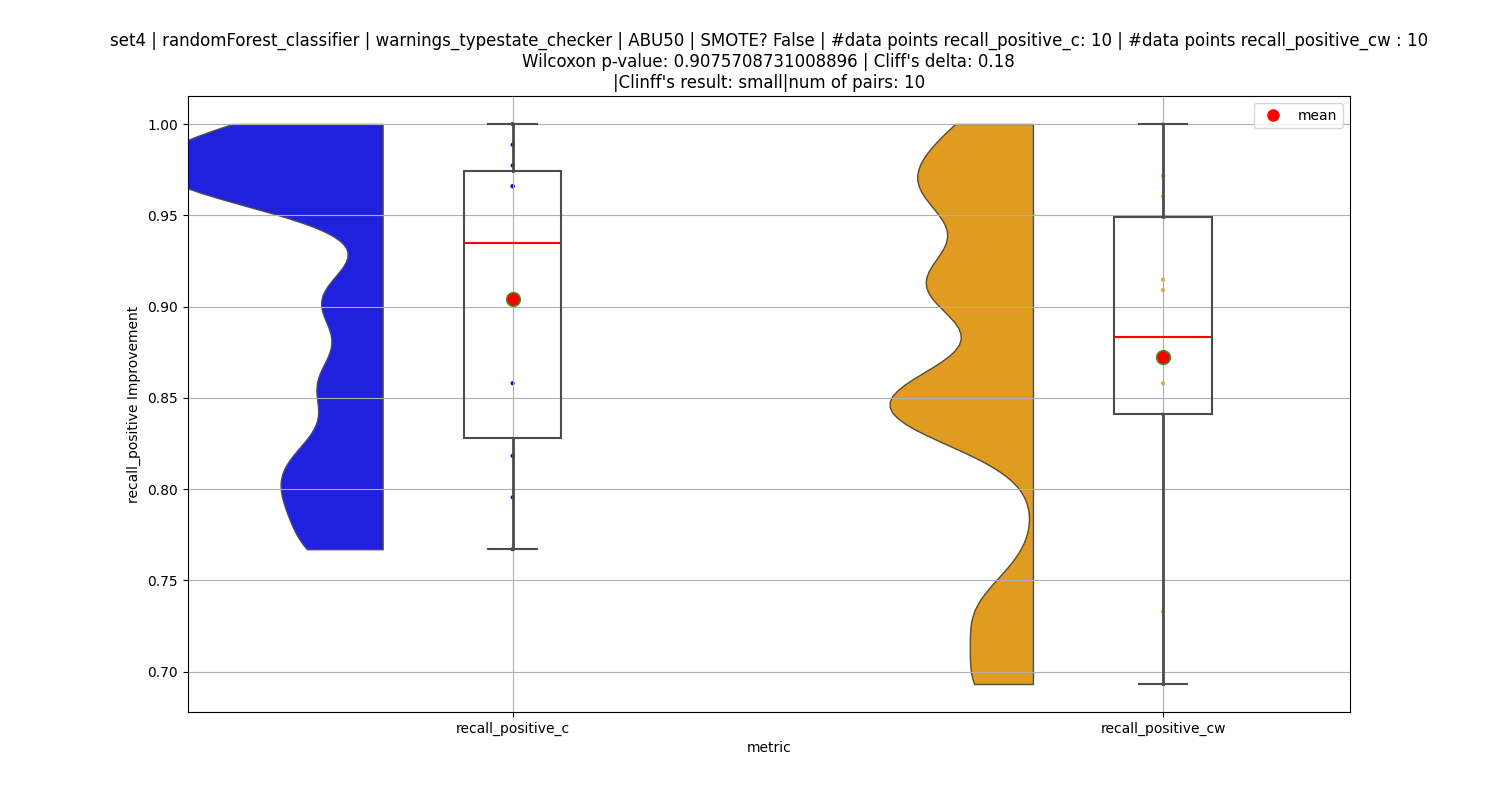 set4 | randomForest_classifier | warnings_typestate_checker | ABU50 | SMOTE? False | #data points recall_positive_c: 10 | #data points recall_positive_cw : 10
Wilcoxon p-value: 0.9075708731008896 | Cliff's delta: 0.18
|Clinff's result: small|num of pairs: 10
mean
1.00
0.95
0.90
0.85
0.80
0.75
0.70
recall_positive Improvement
recall_positive_c
recall_positive_cw
metric